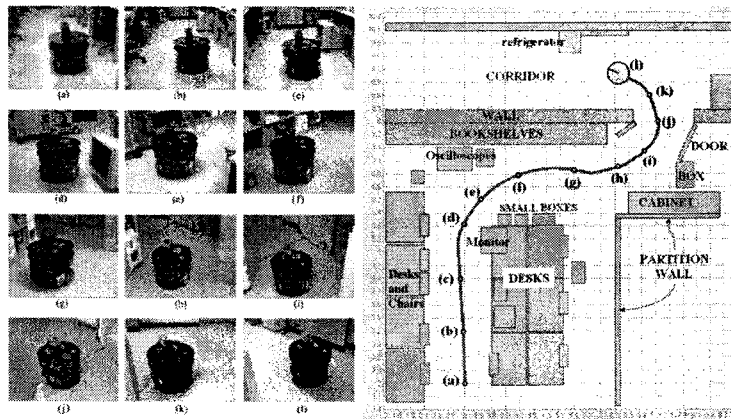 (a) (b) (c)
(d) (e) (f)
(g) (h) (i)
(j) (k) (l)
refrigerator
(l)
CORRIDOR
(k)
WALL
(j)
BOOKSHELVES
DOOR
Oscilloscopes
(i)
(h)
(g)
(f)
BOX
(e)
CABINET
SMALL BOXES
(d)
Monitor
PARTITION
WALL
Desks
and
Chairs
(c)
DESKS
(b)
(a)